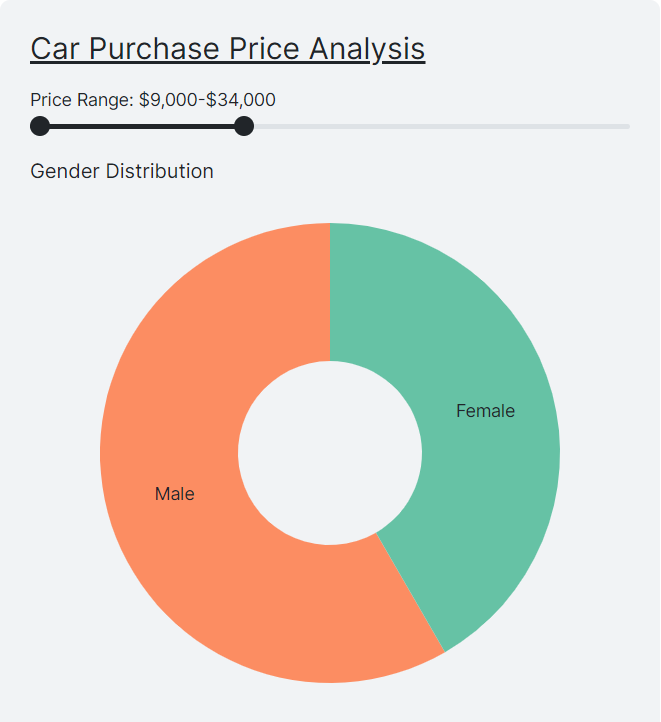 Car Purchase Price Analysis
Price Range: $9,000-$34,000
Gender Distribution
Female
Male